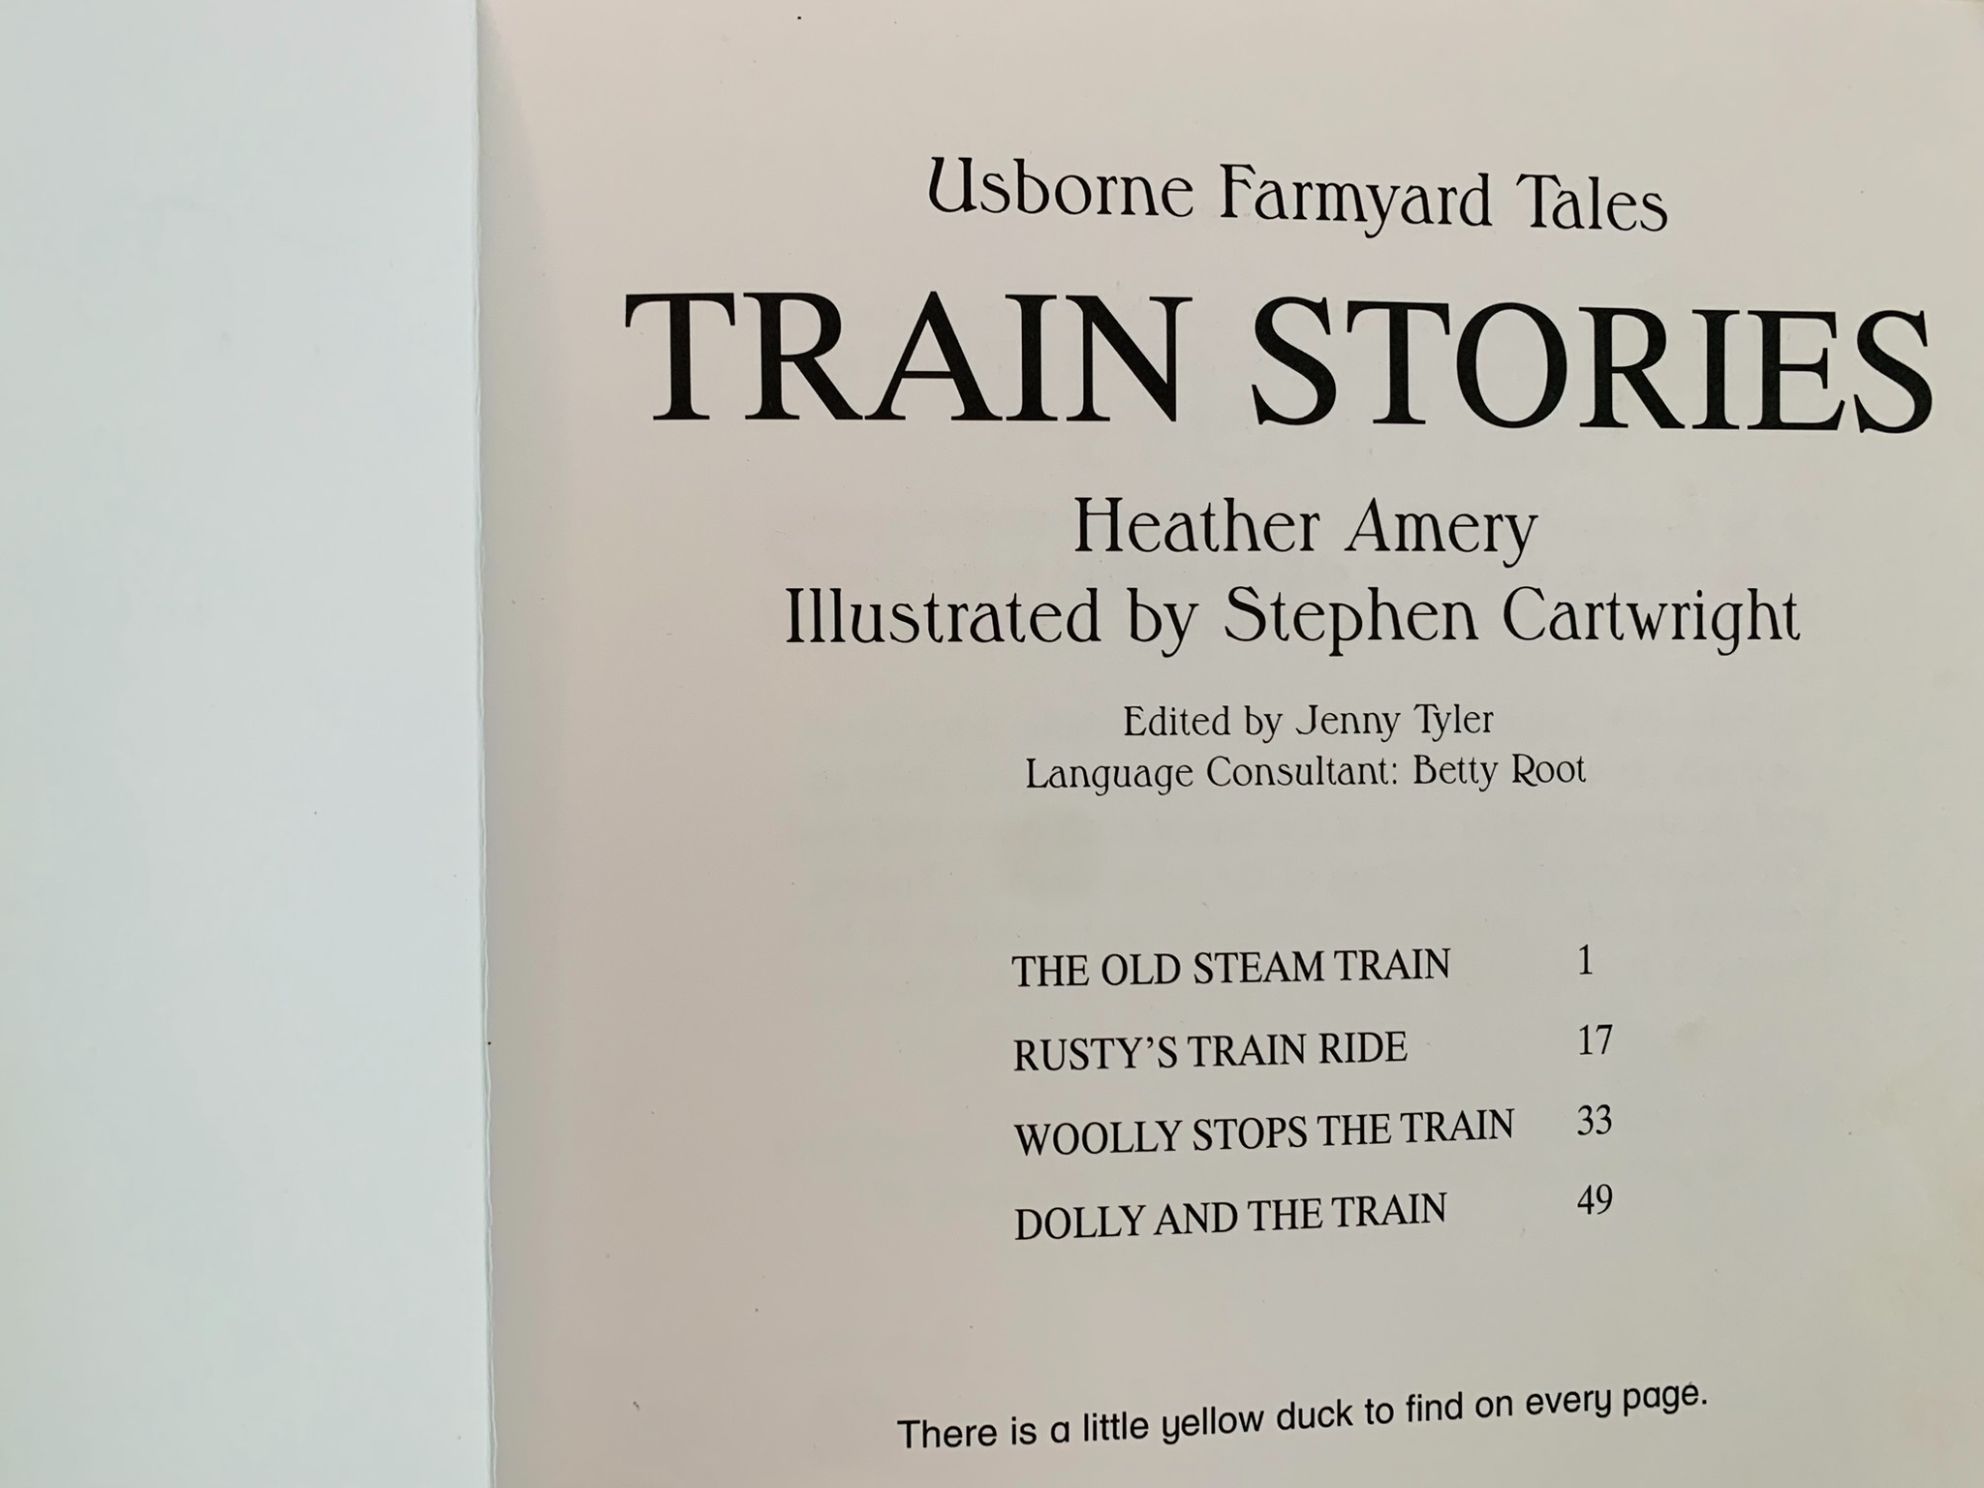 Usborne Farmyard Tales
TRAIN STORIES
Heather Amery
Illustrated by Stephen Cartwright
Edited by Jenny Tyler
Language Consultant: Betty Root
THE OLD STEAM TRAIN 1
RUSTY’S TRAIN RIDE 17
WOOLLY STOPS THE TRAIN 33
DOLLY AND THE TRAIN 49
There is a little yellow duck to find on every page.